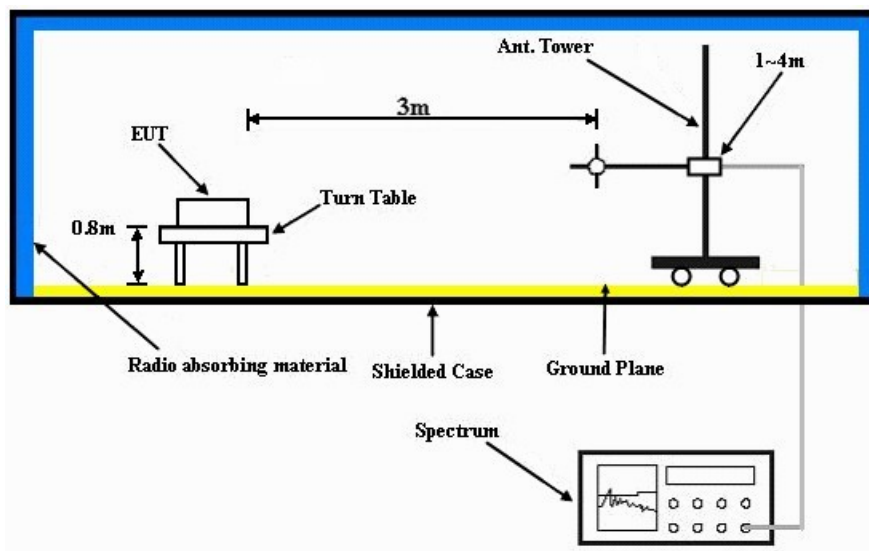 Ant. Tower
1~4m
3m
EUT
Turn Table
0.8m
Radio absorbing material
Shielded Case
Ground Plane
Spectrum